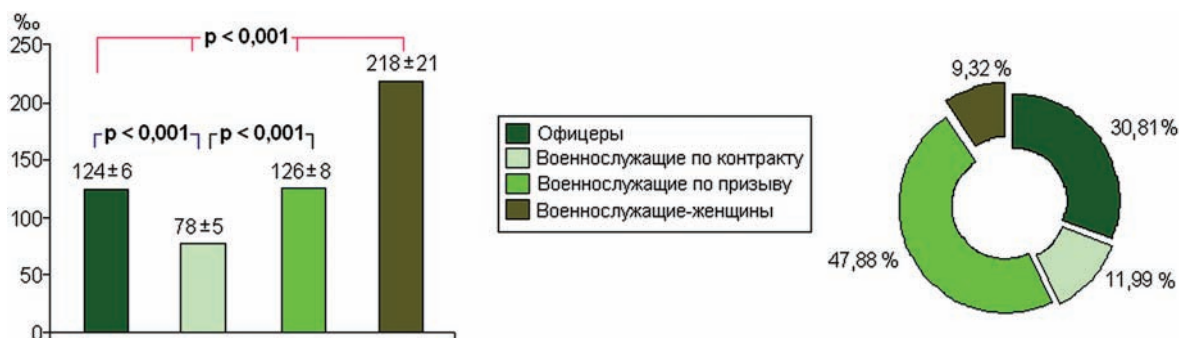 ‰
250
200
150
100
50
0
p < 0,001
218±21
p < 0,001
p < 0,001
124±6
78±5
126±8
Офицеры
Военнослужащие по контракту
Военнослужащие по призыву
Военнослужащие-женщины
9,32 %
30,81%
47,88 %
11,99 %